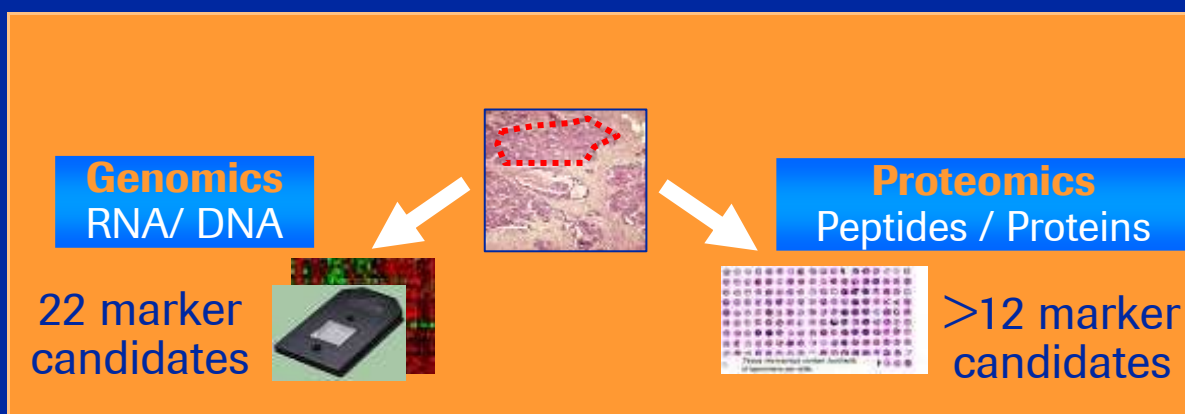 Genomics
RNA/ DNA
22 marker
candidates
Proteomics
Peptides / Proteins
>12 marker
candidates